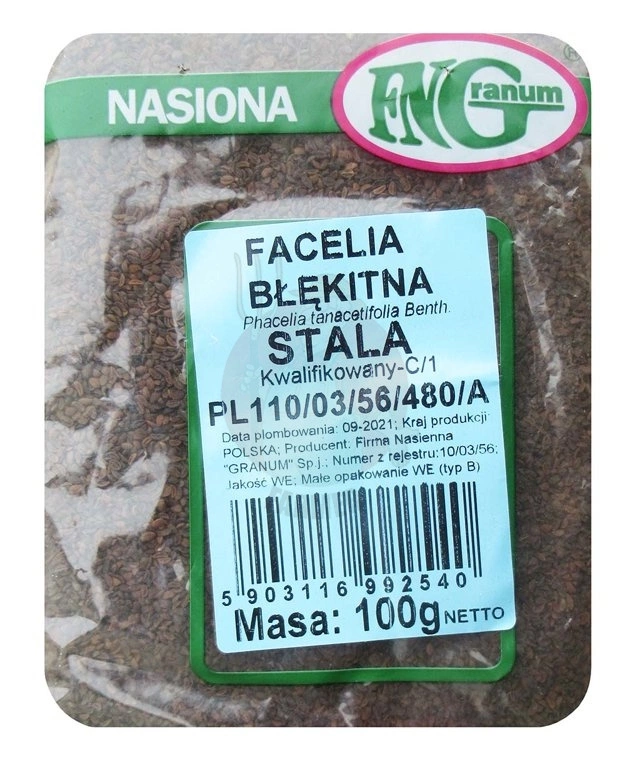 NASIONA
FNGranum
®
FACELIA
BŁĘKITNA
Phacelia tanacetifolia Benth.
STALA
Kwalifikowany-C/1
PL110/03/56/480/A
Data plombowania: 09-2021; Kraj produkcji:
POLSKA; Producent: Firma Nasienna
"GRANUM" Sp.j.; Numer z rejestru:10/03/56;
Jakość WE; Małe opakowanie WE (typ B)
5 903116 992540
Masa: 100g NETTO